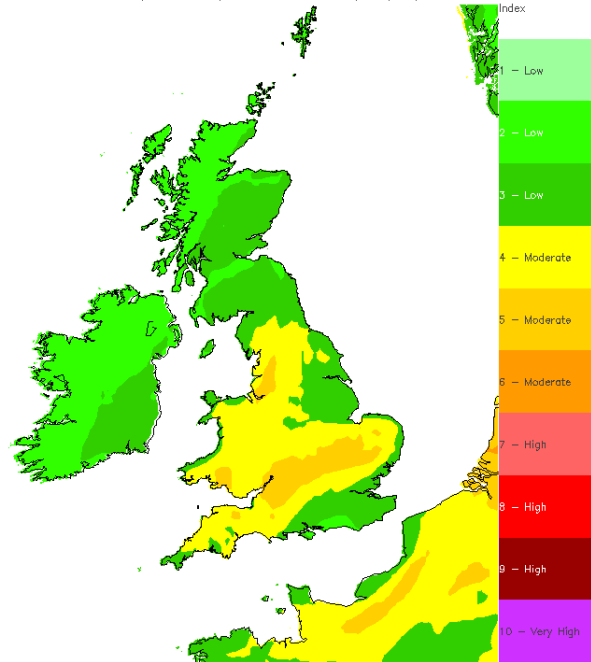 Index
1 - Low
2 - Low
3 - Low
4 - Moderate
5 - Moderate
6 - Moderate
7 - High
8 - High
9 - High
10 - Very High